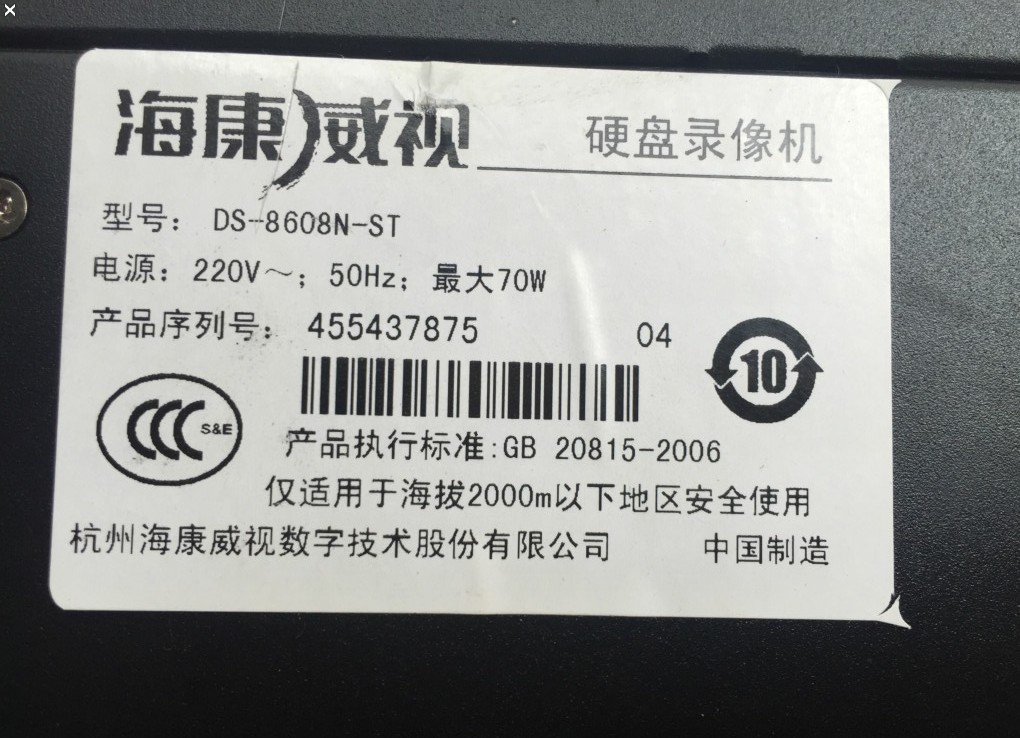 海康威视 硬盘录像机
型号： DS-8608N-ST
电源： 220V～； 50Hz； 最大70W
产品序列号： 455437875 04
10
CCC S&E
产品执行标准:GB 20815-2006
仅适用于海拔2000m以下地区安全使用
杭州海康威视数字技术股份有限公司 中国制造